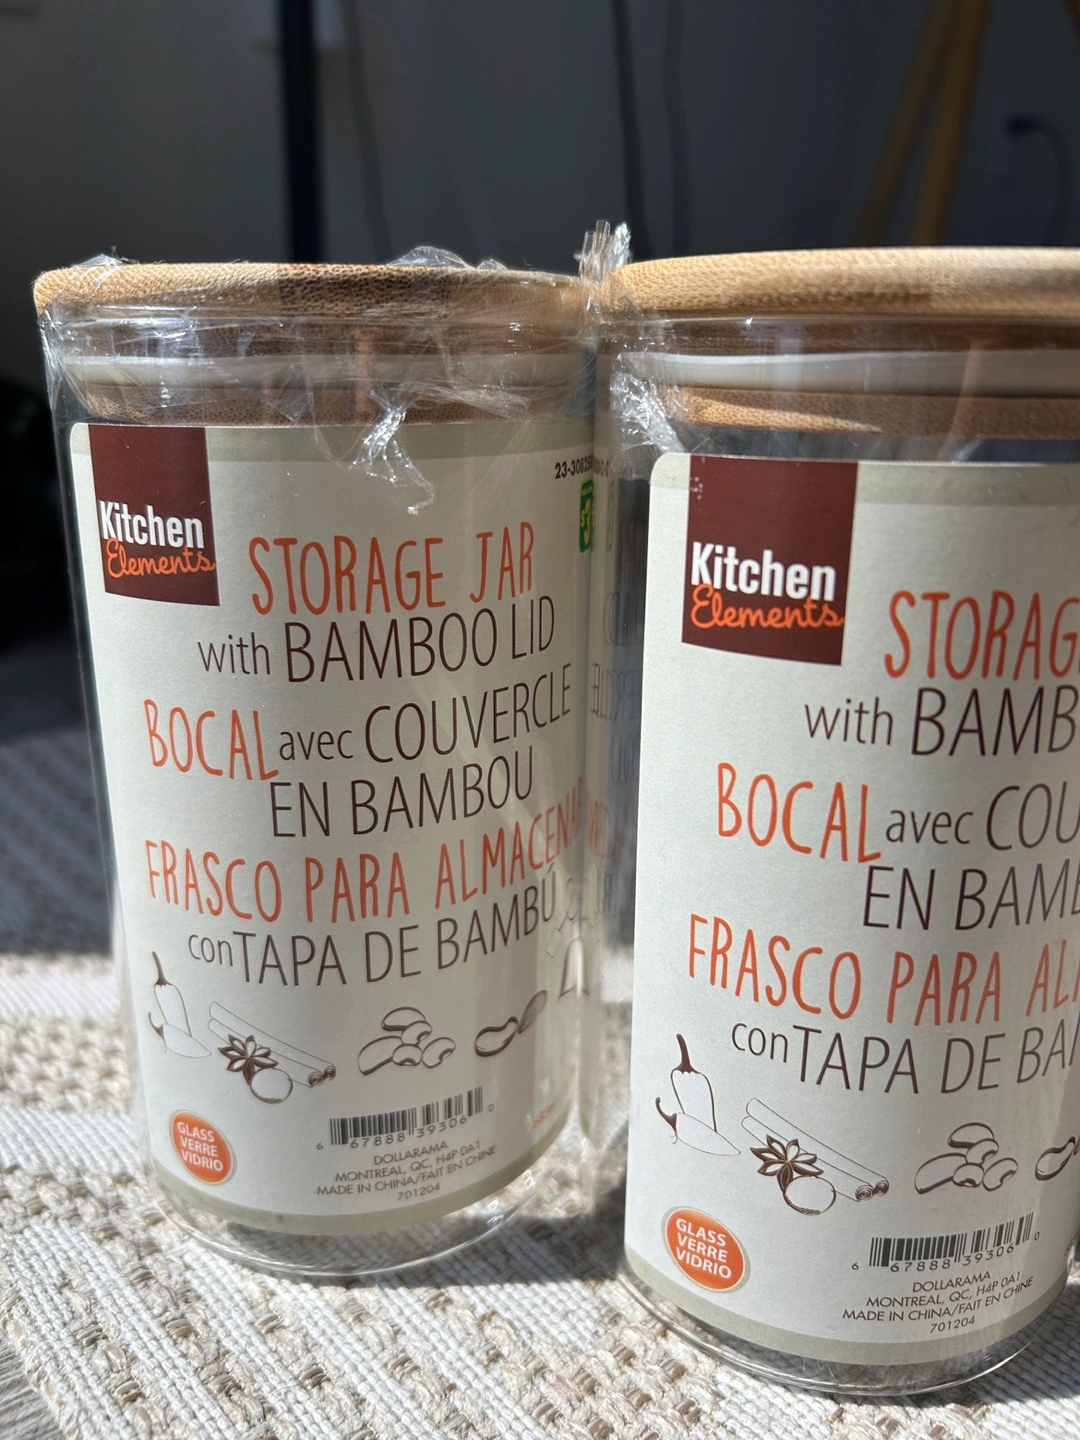 Kitchen
Elements
STORAGE JAR
with BAMBOO LID
BOCAL avec COUVERCLE
EN BAMBOU
FRASCO PARA ALMACENA
con TAPA DE BAMBÚ
GLASS
VERRE
VIDRIO
6 67888 39306 0
DOLLARAMA
MONTREAL, QC, H4P 0A1
MADE IN CHINA/FAIT EN CHINE
701204
Kitchen
Elements
STORAG
with BAMB
BOCAL avec COU
EN BAMB
FRASCO PARA AL
con TAPA DE BA
GLASS
VERRE
VIDRIO
6 67888 39306 0
DOLLARAMA
MONTREAL, QC, H4P 0A1
MADE IN CHINA/FAIT EN CHINE
701204